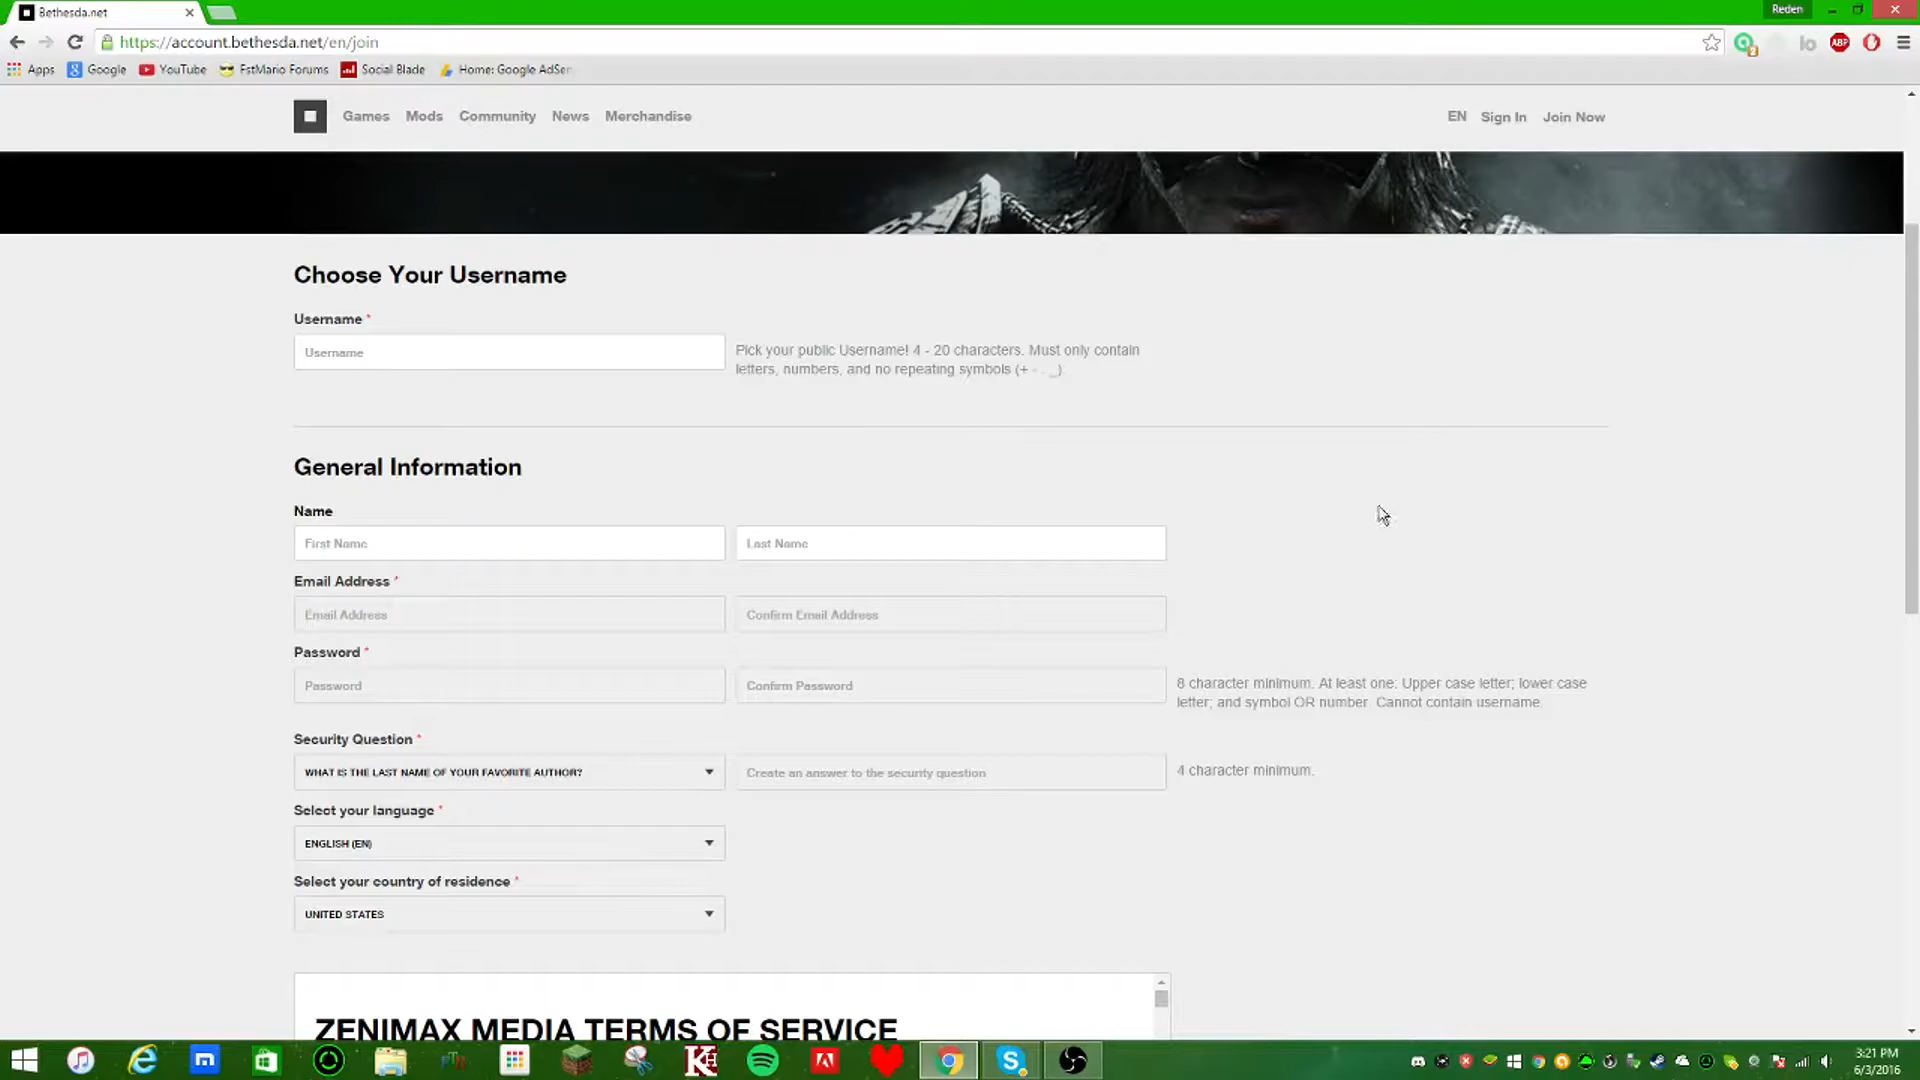 Bethesda.net
Reden
https://account.bethesda.net/en/join
Apps Google YouTube FstMario Forums Social Blade Home: Google AdSen
Games Mods Community News Merchandise
EN Sign In Join Now
Choose Your Username
Username *
Username
Pick your public Username! 4 - 20 characters. Must only contain
letters, numbers, and no repeating symbols (+ - . _)
General Information
Name
First Name Last Name
Email Address *
Email Address Confirm Email Address
Password *
Password Confirm Password
8 character minimum. At least one: Upper case letter; lower case
letter; and symbol OR number. Cannot contain username.
Security Question *
WHAT IS THE LAST NAME OF YOUR FAVORITE AUTHOR? Create an answer to the security question 4 character minimum.
Select your language *
ENGLISH (EN)
Select your country of residence *
UNITED STATES
ZENIMAX MEDIA TERMS OF SERVICE
3:21 PM
6/3/2016